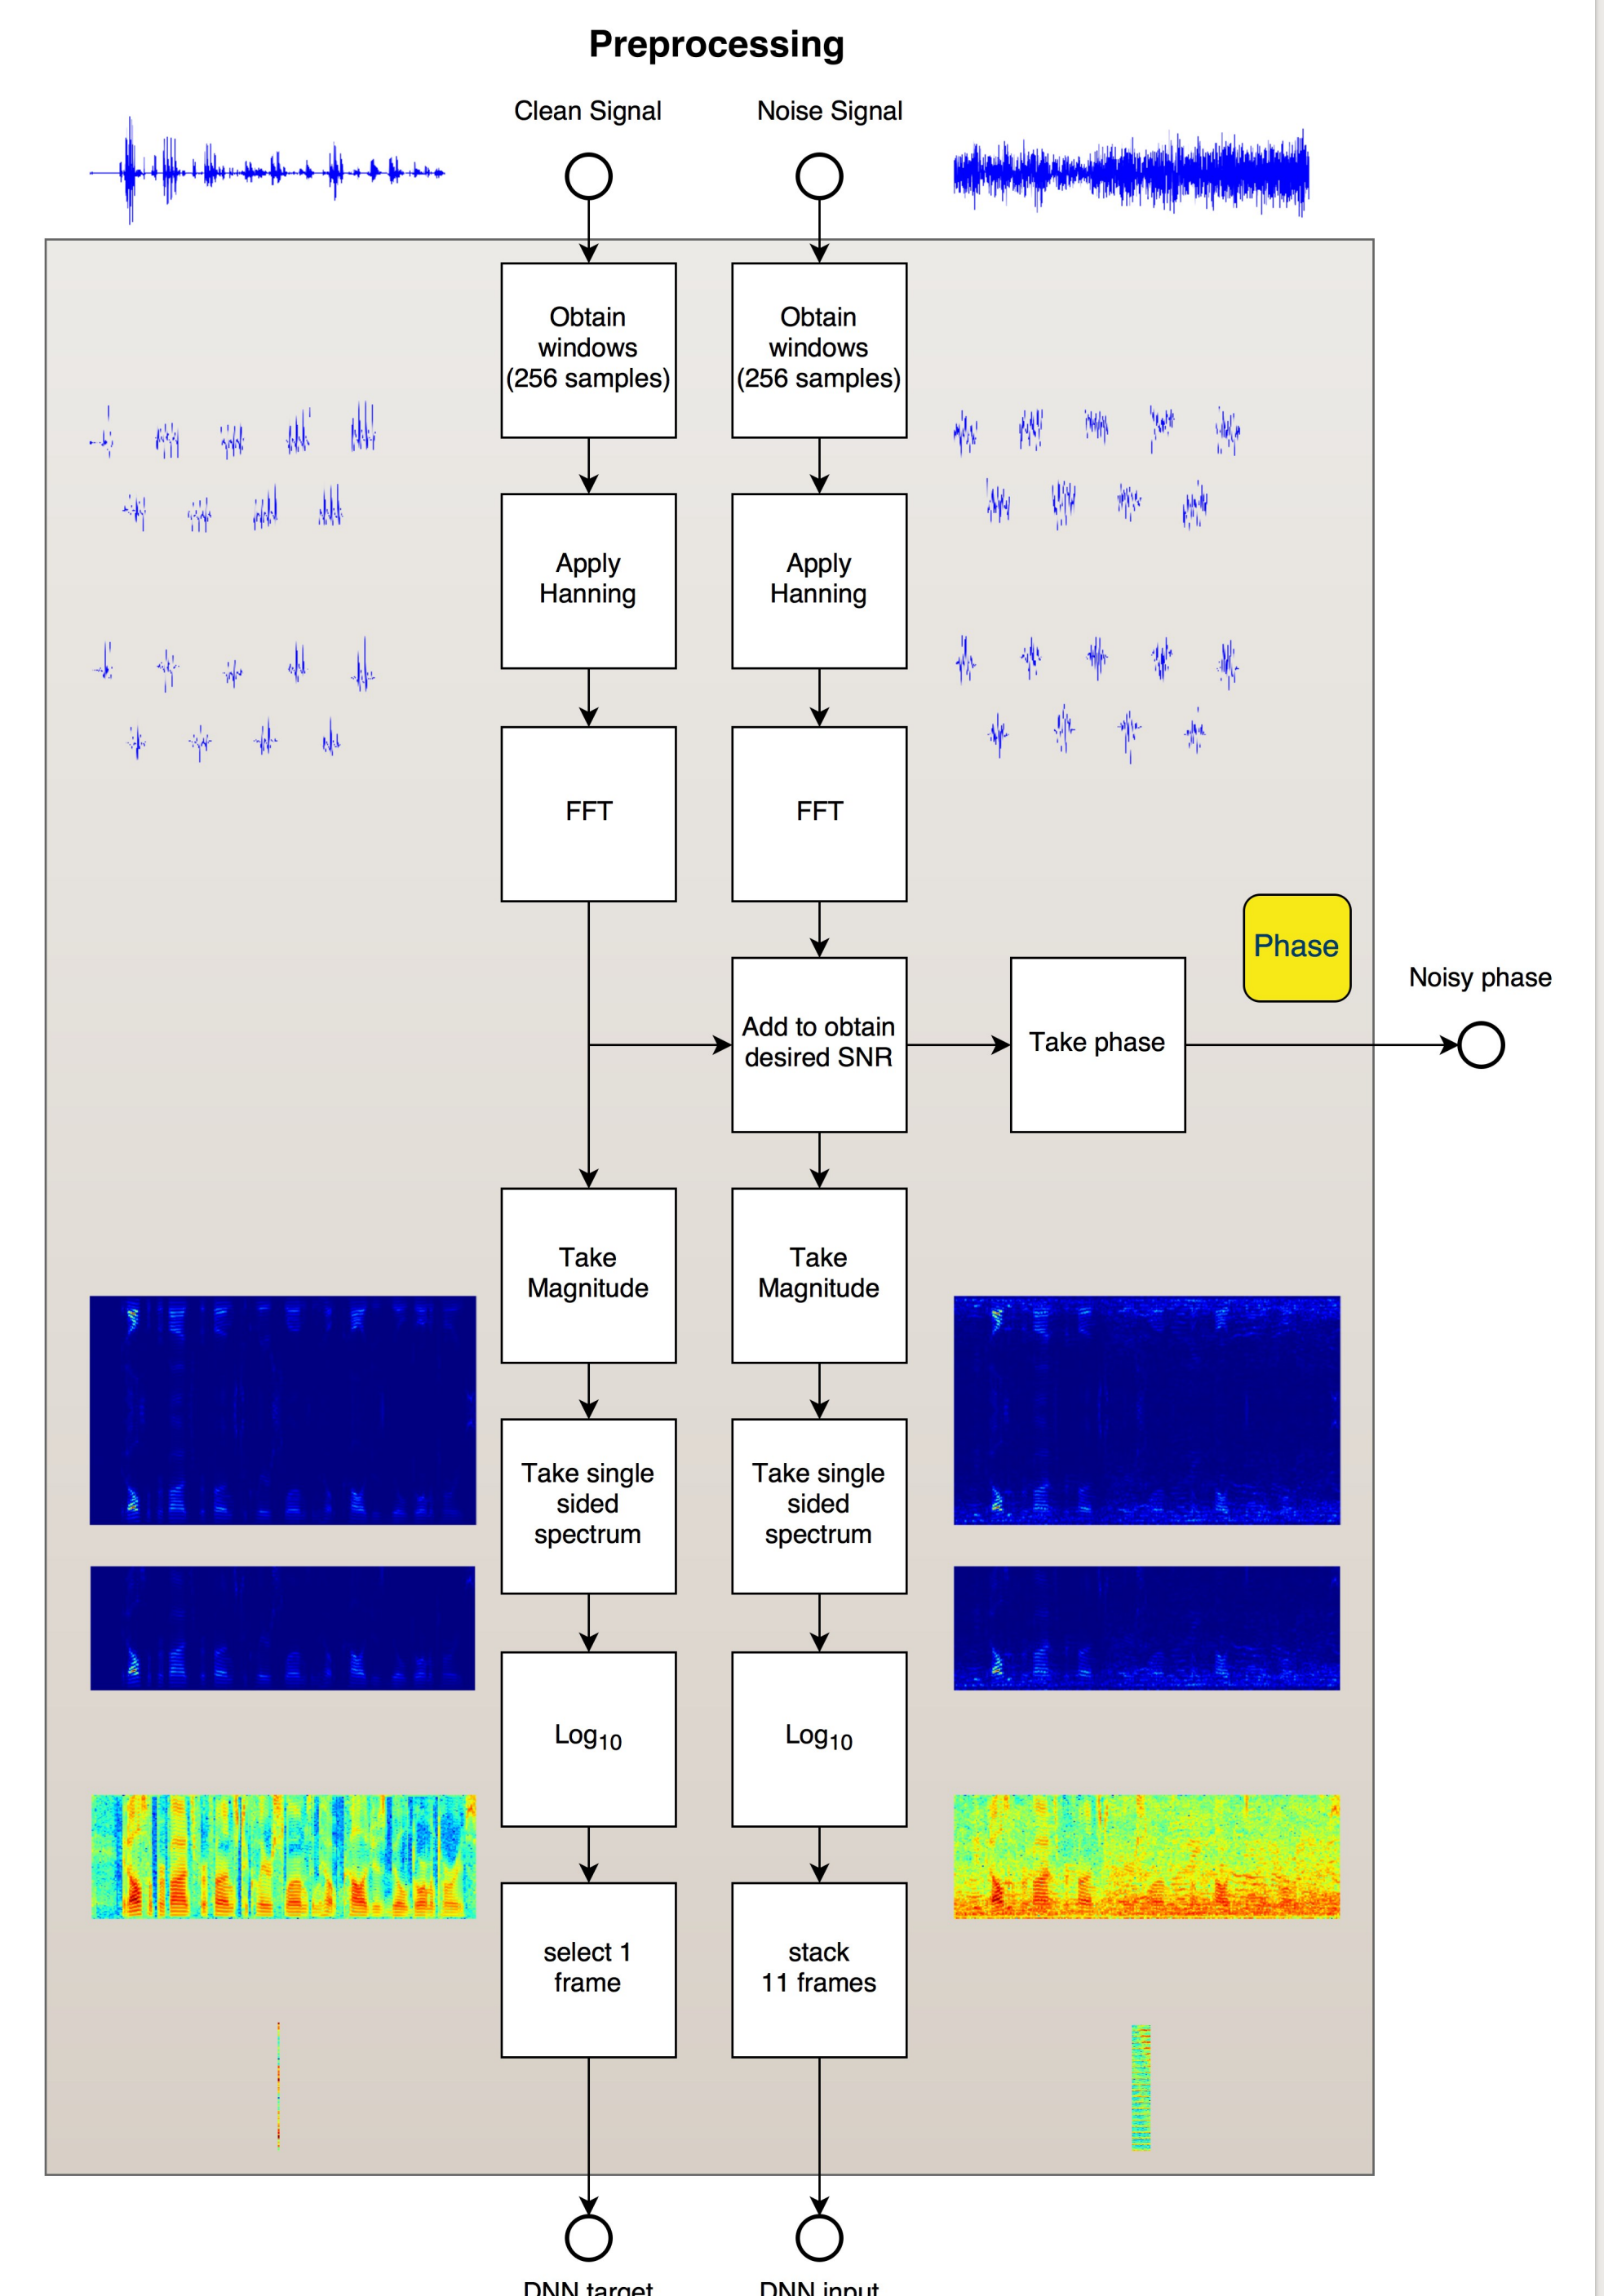 Preprocessing
Clean Signal
Noise Signal
Obtain
windows
(256 samples)
Obtain
windows
(256 samples)
Apply
Hanning
Apply
Hanning
FFT
FFT
Phase
Noisy phase
Add to obtain
desired SNR
Take phase
Take
Magnitude
Take
Magnitude
Take single
sided
spectrum
Take single
sided
spectrum
Log10
Log10
select 1
frame
stack
11 frames
DNN target
DNN input